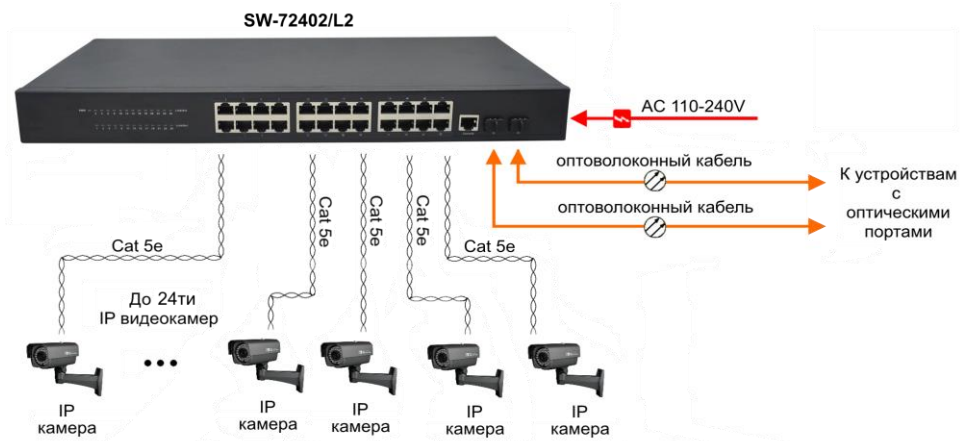 SW-72402/L2
AC 110-240V
оптоволоконный кабель
оптоволоконный кабель
К устройствам
с
оптическими
портами
Cat 5e
Cat 5e
Cat 5e
Cat 5e
Cat 5e
До 24ти
IP видеокамер
IP
камера
IP
камера
IP
камера
IP
камера
IP
камера